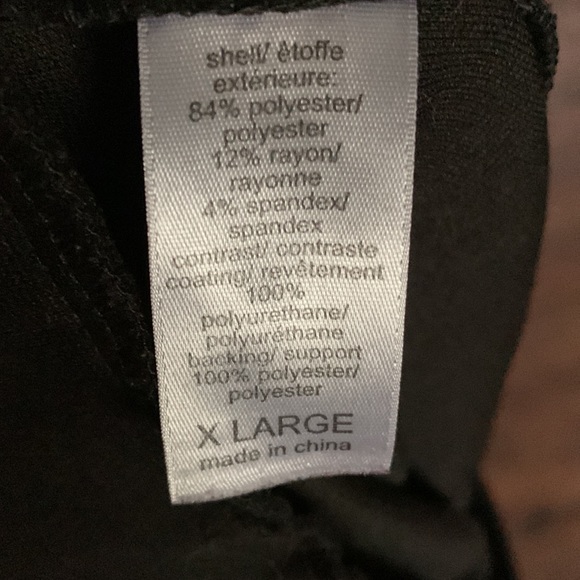 shell/ êtoffe
extérieure:
84% polyester/
polyester
12% rayon/
rayonne
4% spandex/
spandex
contrast/ contraste
coating/ revêtement
100%
polyurethane/
polyuréthane
backing/ support
100% polyester/
polyester
X LARGE
made in china